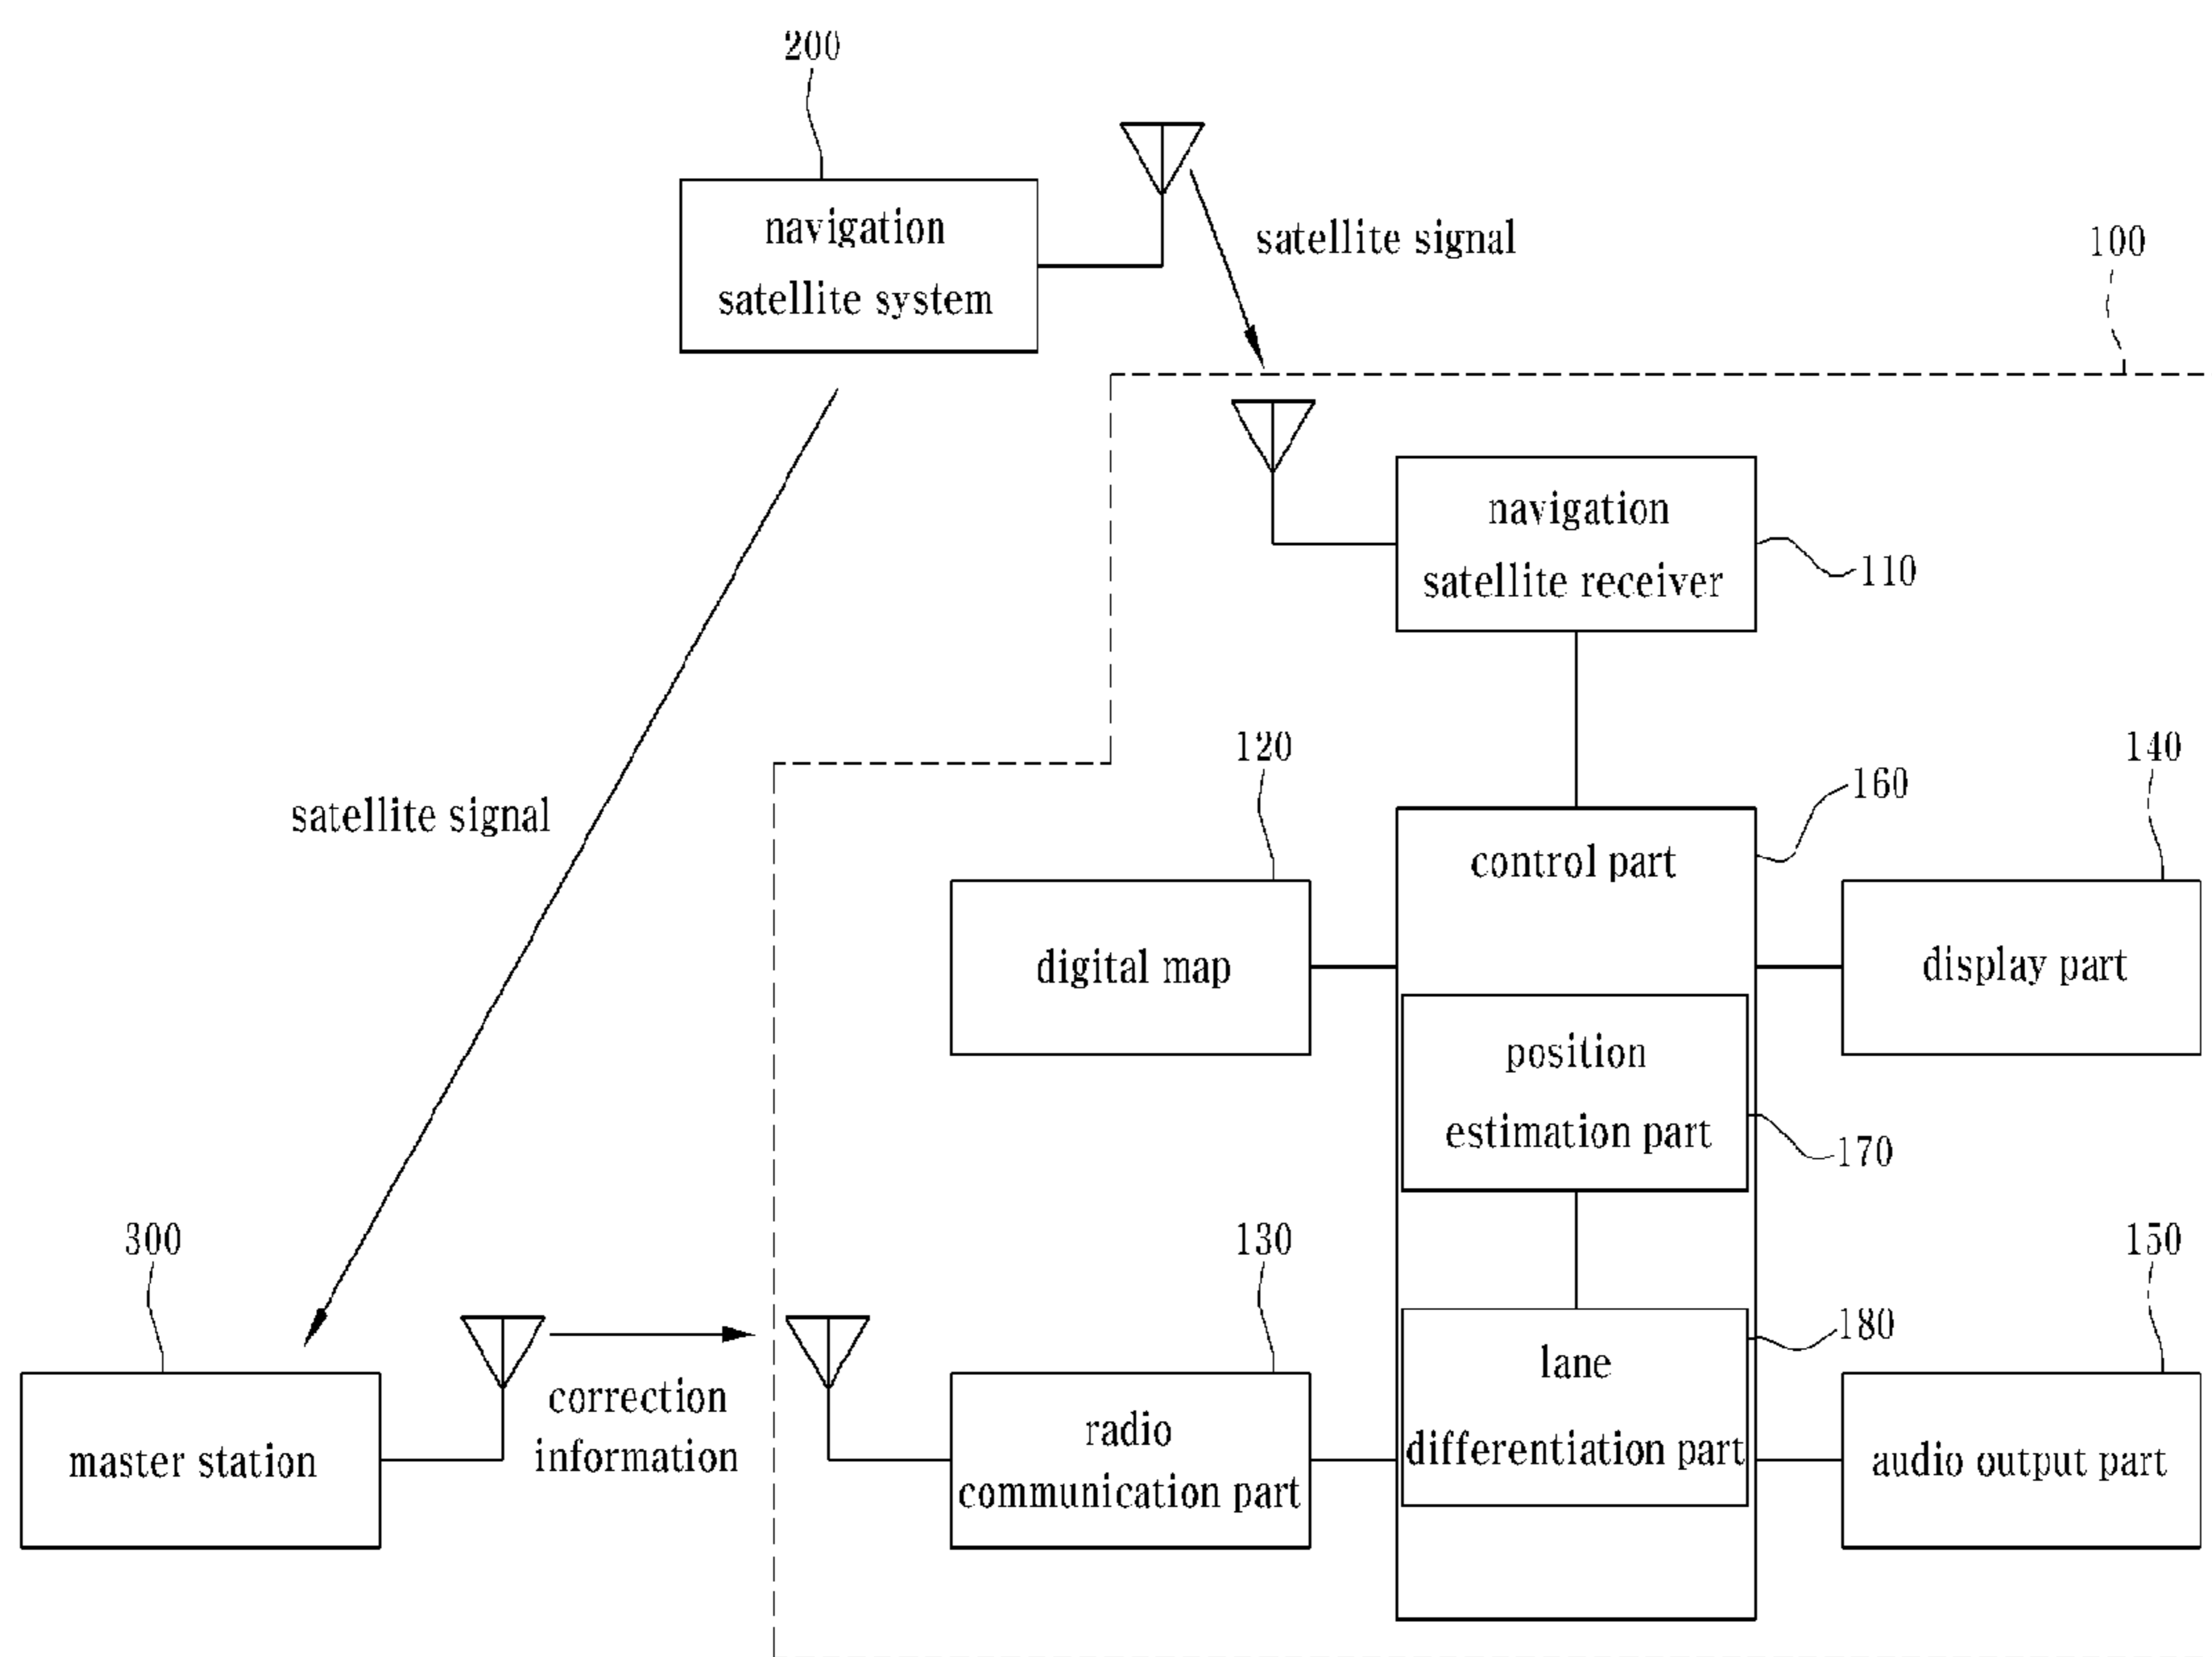 200
navigation
satellite system
satellite signal
100
navigation
satellite receiver
110
120
140
160
satellite signal
control part
digital map
display part
position
estimation part
170
300
130
150
180
lane
differentiation part
correction
information
radio
communication part
master station
audio output part